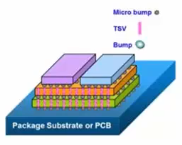 Micro bump
TSV
Bump
Package Substrate or PCB